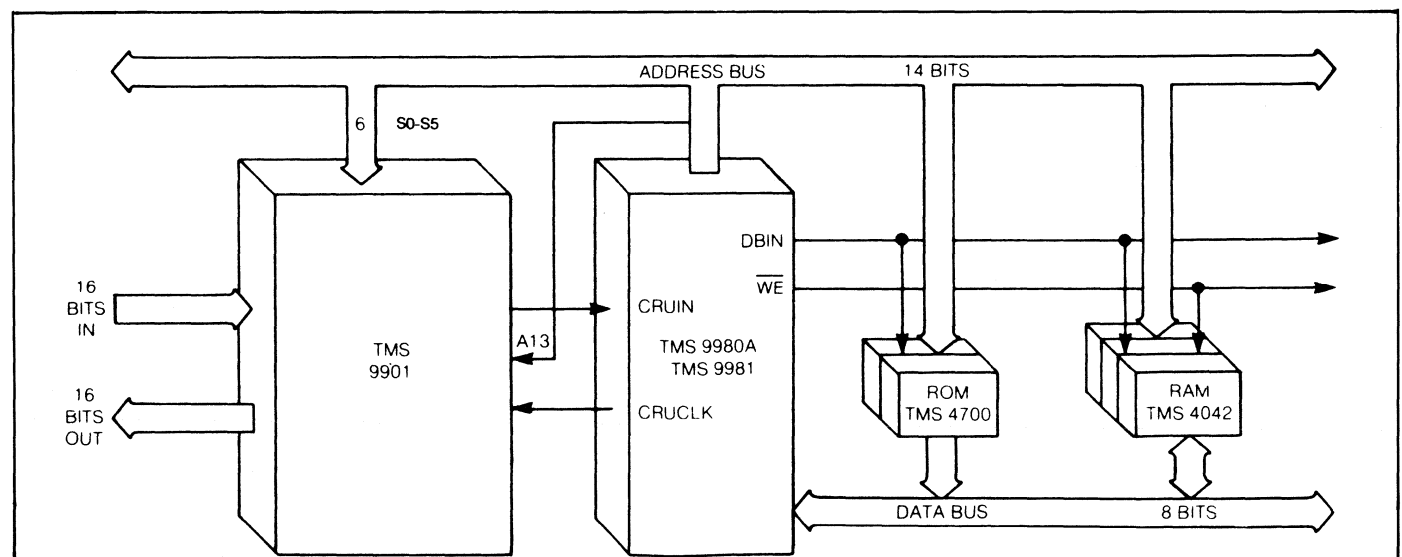 ADDRESS BUS 14 BITS
6 S0-S5
DBIN
WE
16
BITS
IN
CRUIN
A13
TMS
9901
TMS 9980A
TMS 9981
ROM
TMS 4700
RAM
TMS 4042
16
BITS
OUT
CRUCLK
DATA BUS 8 BITS